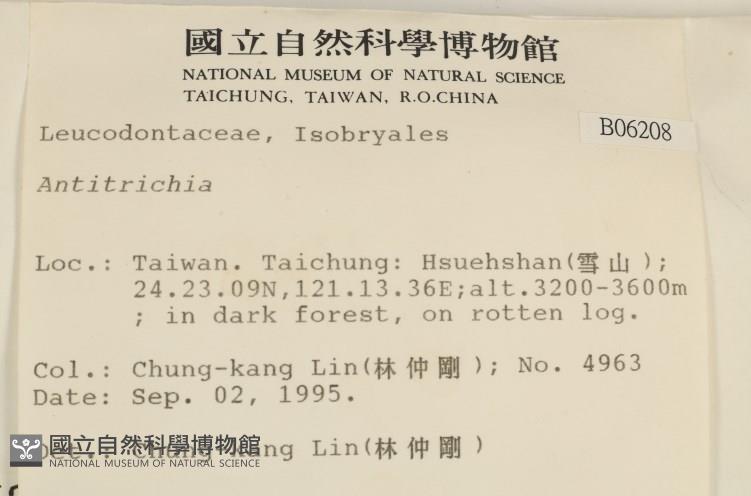 國立自然科學博物館
NATIONAL MUSEUM OF NATURAL SCIENCE
TAICHUNG, TAIWAN, R.O.CHINA
B06208
Leucodontaceae, Isobryales
Antitrichia
Loc.: Taiwan. Taichung: Hsuehshan(雪山);
24.23.09N,121.13.36E;alt.3200-3600m
; in dark forest, on rotten log.
Col.: Chung-kang Lin(林仲剛); No. 4963
Date: Sep. 02, 1995.
Det.: Chung-kang Lin(林仲剛)
國立自然科學博物館
NATIONAL MUSEUM OF NATURAL SCIENCE